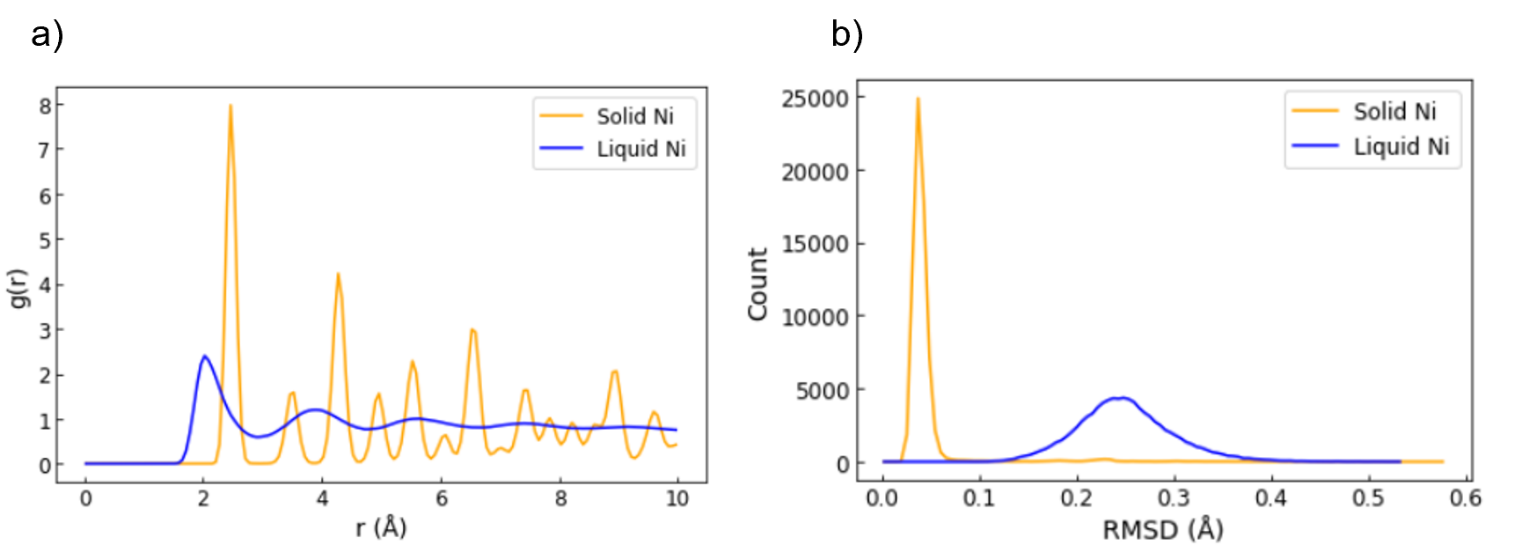 a)
8
7
6
5
4
3
2
1
0
g(r)
0 2 4 6 8 10
r (Å)
Solid Ni
Liquid Ni
b)
25000
20000
15000
10000
5000
0
Count
0.0 0.1 0.2 0.3 0.4 0.5 0.6
RMSD (Å)
Solid Ni
Liquid Ni